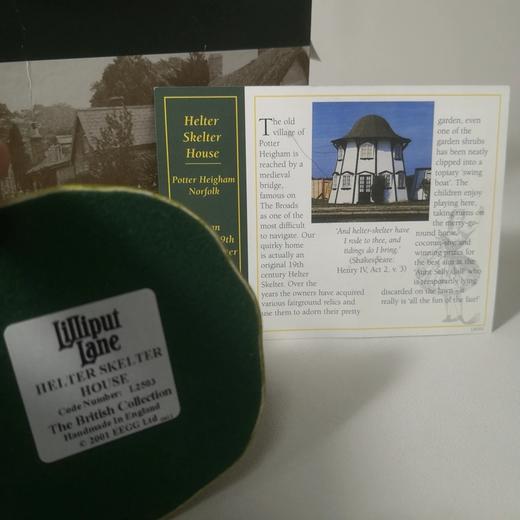 Helter
Skelter
House
Potter Heigham
Norfolk
an
9th
ter
The old
village of
Potter
Heigham is
reached by a
medieval
bridge,
famous on
The Broads
as one of the
most difficult
to navigate. Our
quirky home
is actually an
original 19th
century Helter
Skelter. Over the
years the owners have acquired
various fairground relics and
use them to adorn their pretty
'And helter-skelter have
I rode to thee, and
tidings do I bring.'
(Shakespeare:
Henry IV, Act 2, v. 3)
garden, even
one of the
garden shrubs
has been neatly
clipped into a
topiary 'swing
boat'. The
children enjoy
playing here,
taking turns on
the merry-go
round horse,
coconut-shy and
winning prizes for
the best aim at the
'Aunt Sally doll' who
is temporarily lying
discarded on the lawn - it
really is 'all the fun of the fair!'
Lilliput
Lane
HELTER SKELTER
HOUSE
Code Number: L2503
The British Collection
Handmade in England
© 2001 EEGG Ltd